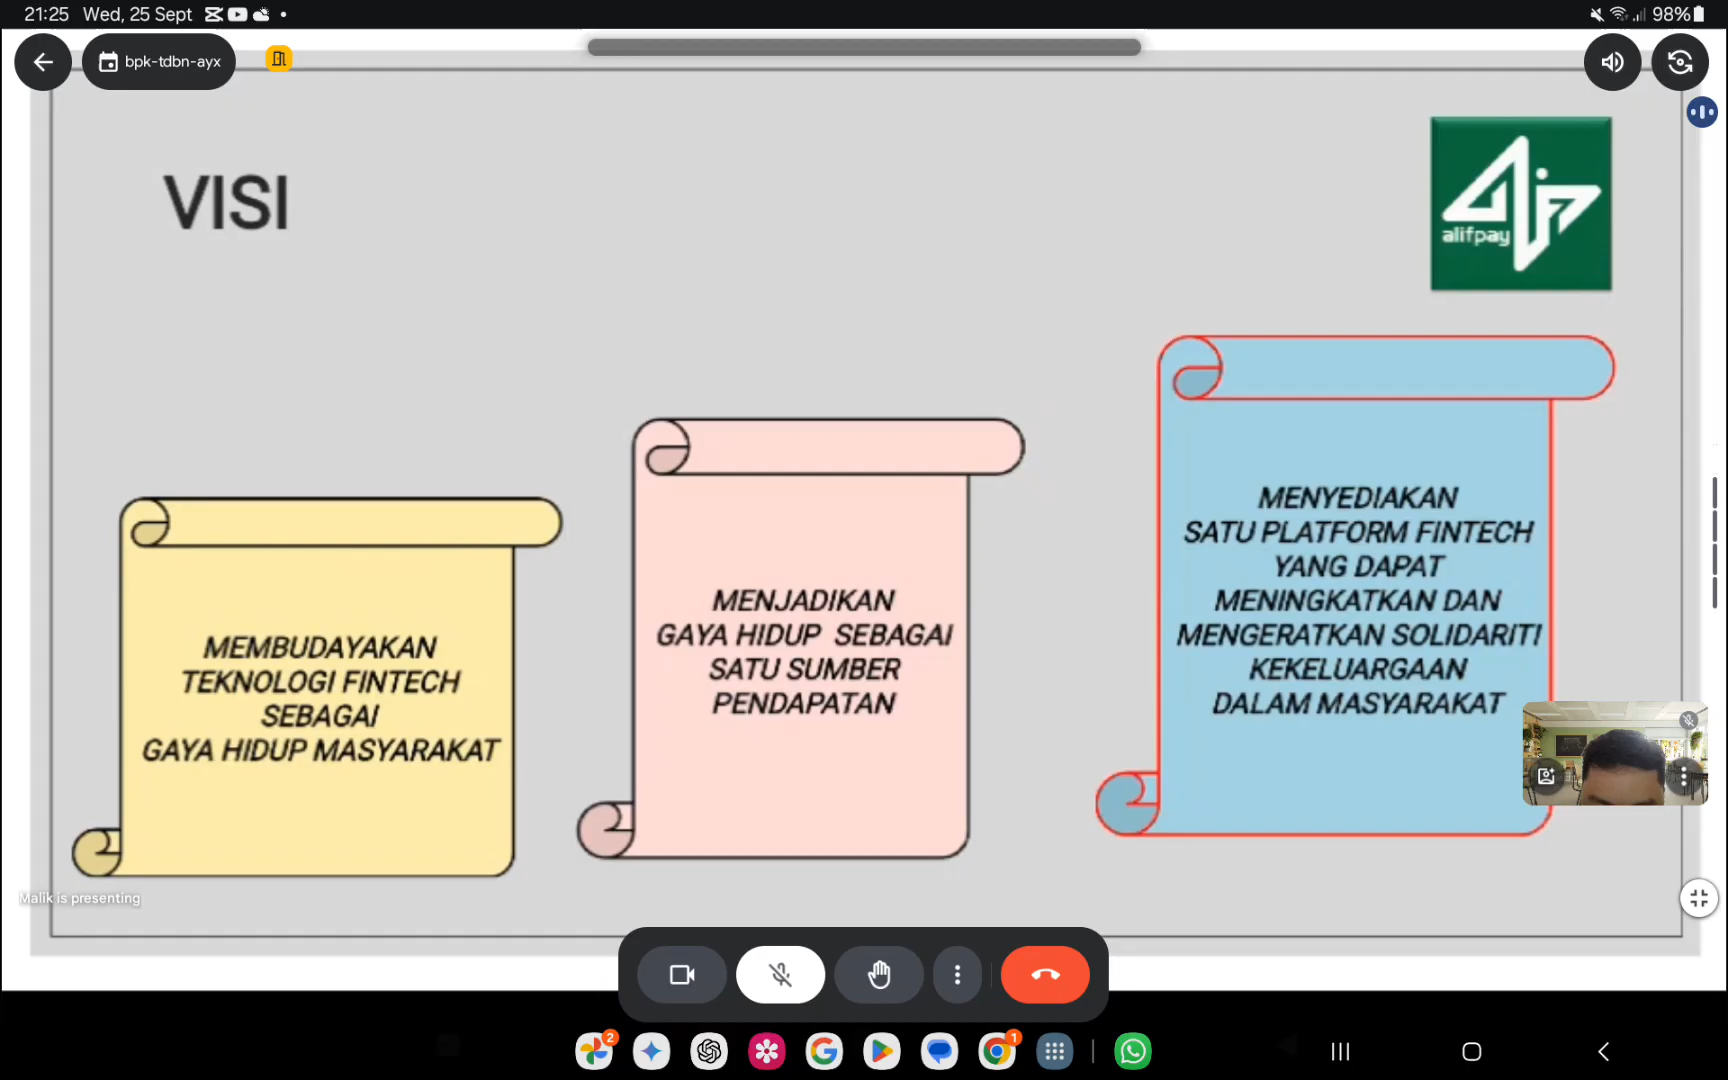 21:25 Wed, 25 Sept
98%
bpk-tdbn-ayx
VISI
alifpay
MEMBUDAYAKAN
TEKNOLOGI FINTECH
SEBAGAI
GAYA HIDUP MASYARAKAT
MENJADIKAN
GAYA HIDUP SEBAGAI
SATU SUMBER
PENDAPATAN
MENYEDIAKAN
SATU PLATFORM FINTECH
YANG DAPAT
MENINGKATKAN DAN
MENGERATKAN SOLIDARITI
KEKELUARGAAN
DALAM MASYARAKAT
Malik is presenting
2
1